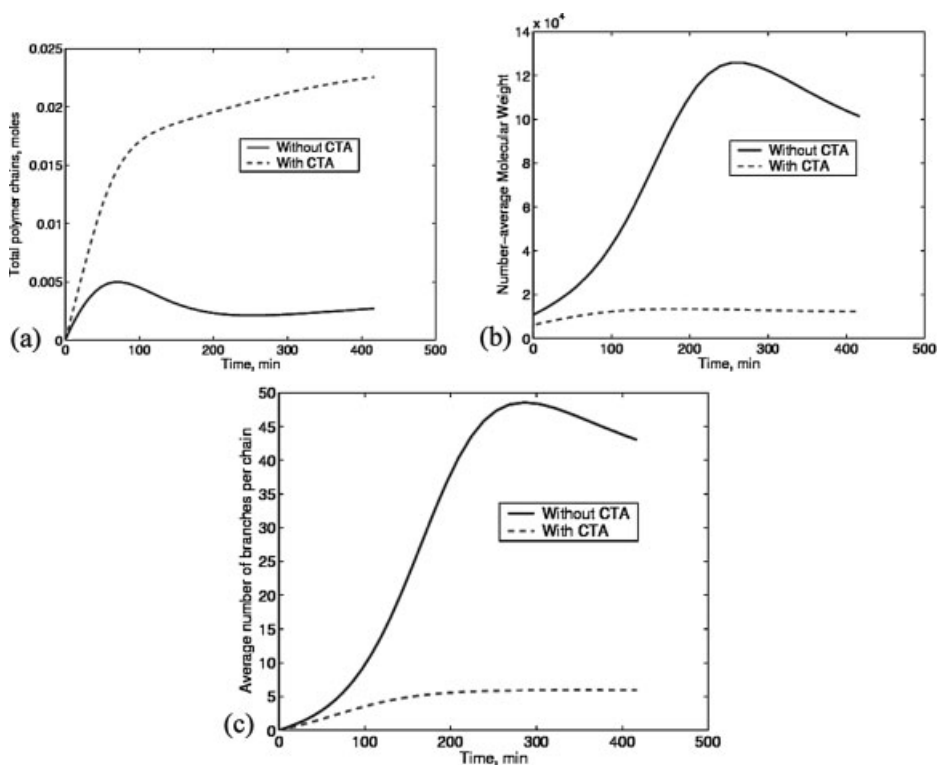 (a)
Total polymer chains, moles
0.025
0.02
0.015
0.01
0.005
0
0 100 200 300 400 500
Time, min
Without CTA
With CTA
(b)
Number-average Molecular Weight
× 10⁴
14
12
10
8
6
4
2
0
0 100 200 300 400 500
Time, min
Without CTA
With CTA
(c)
Average number of branches per chain
50
45
40
35
30
25
20
15
10
5
0
0 100 200 300 400 500
Time, min
Without CTA
With CTA